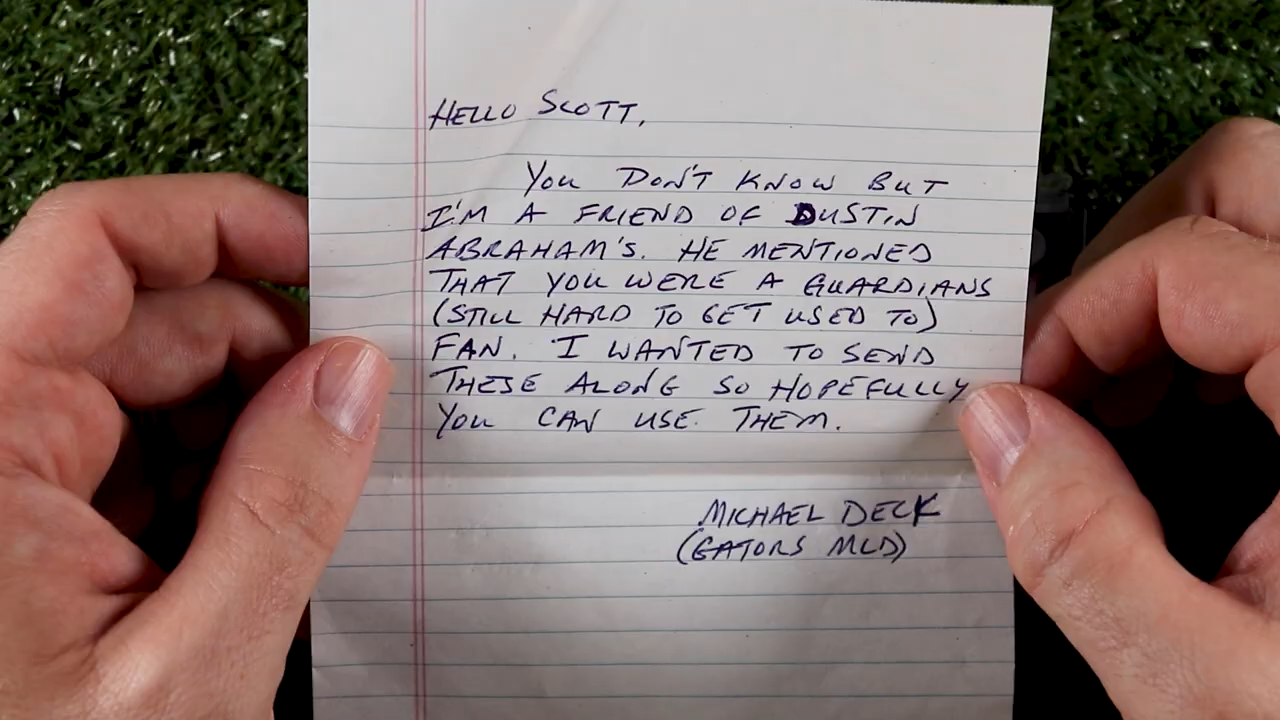 HELLO SCOTT,
YOU DON'T KNOW BUT
I'M A FRIEND OF DUSTIN
ABRAHAM'S. HE MENTIONED
THAT YOU WERE A GUARDIANS
(STILL HARD TO GET USED TO)
FAN. I WANTED TO SEND
THESE ALONG SO HOPEFULLY
YOU CAN USE THEM.
MICHAEL DECK
(GATORS MLD)